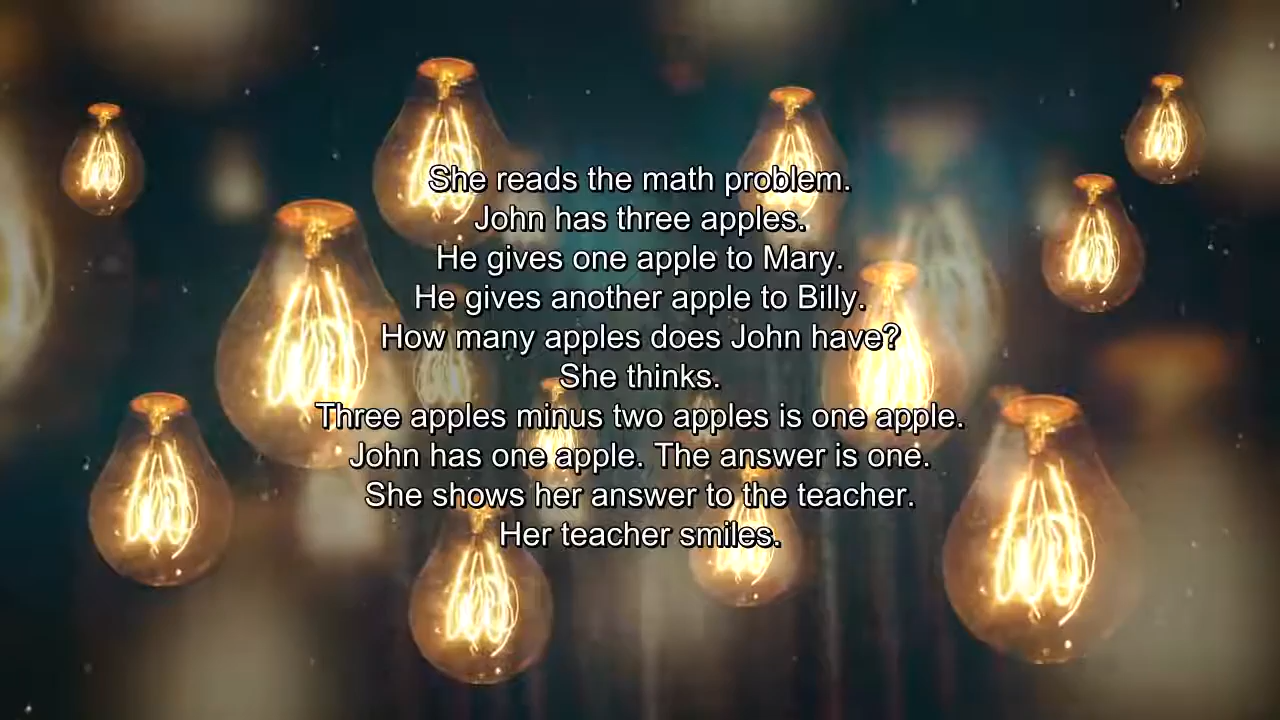 She reads the math problem.
John has three apples.
He gives one apple to Mary.
He gives another apple to Billy.
How many apples does John have?
She thinks.
Three apples minus two apples is one apple.
John has one apple. The answer is one.
She shows her answer to the teacher.
Her teacher smiles.